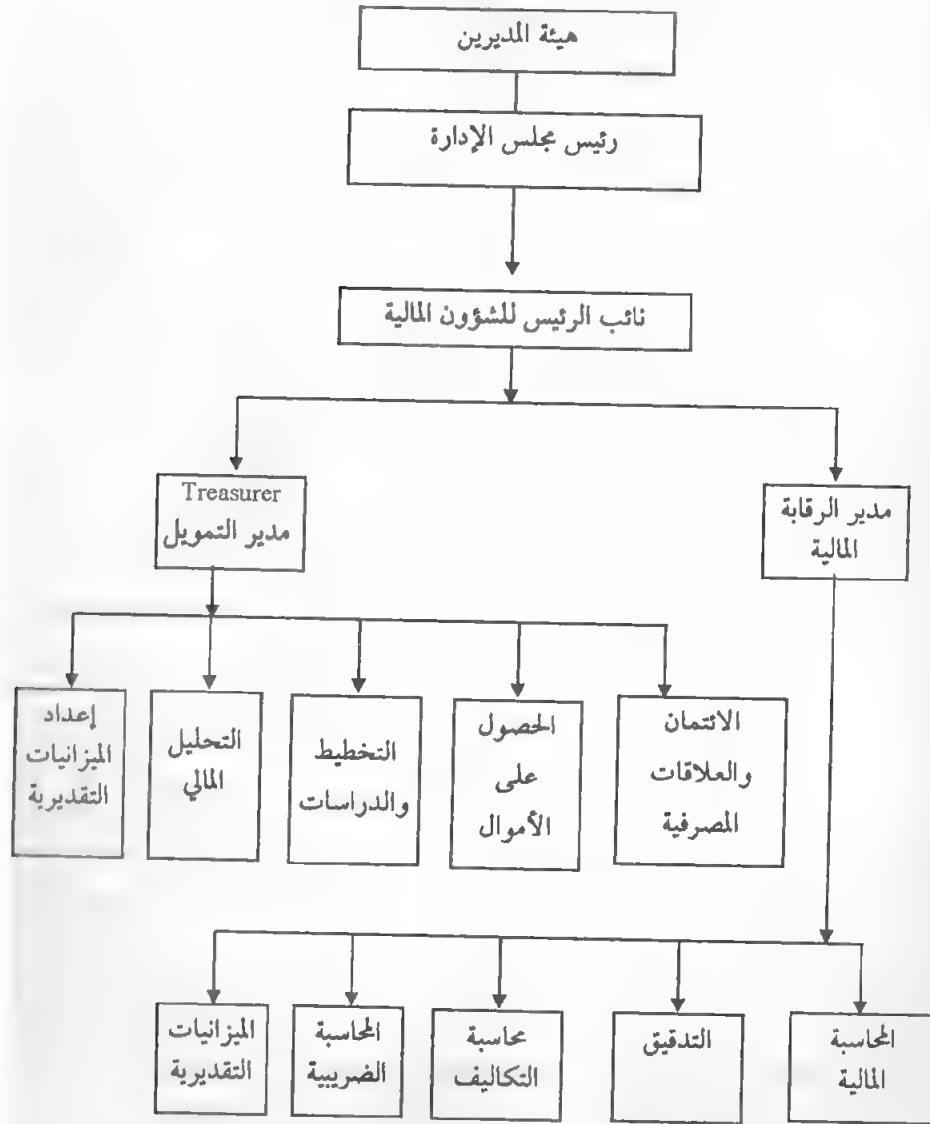 هيئة المديرين
رئيس مجلس الإدارة
نائب الرئيس للشؤون المالية
مدير الرقابة
المالية
Treasurer
مدير التمويل
الائتمان
والعلاقات
المصرفية
الحصول
على
الأموال
التخطيط
والدراسات
التحليل
المالي
إعداد
الميزانيات
التقديرية
المحاسبة
المالية
التدقيق
محاسبة
التكاليف
المحاسبة
الضريبية
الميزانيات
التقديرية